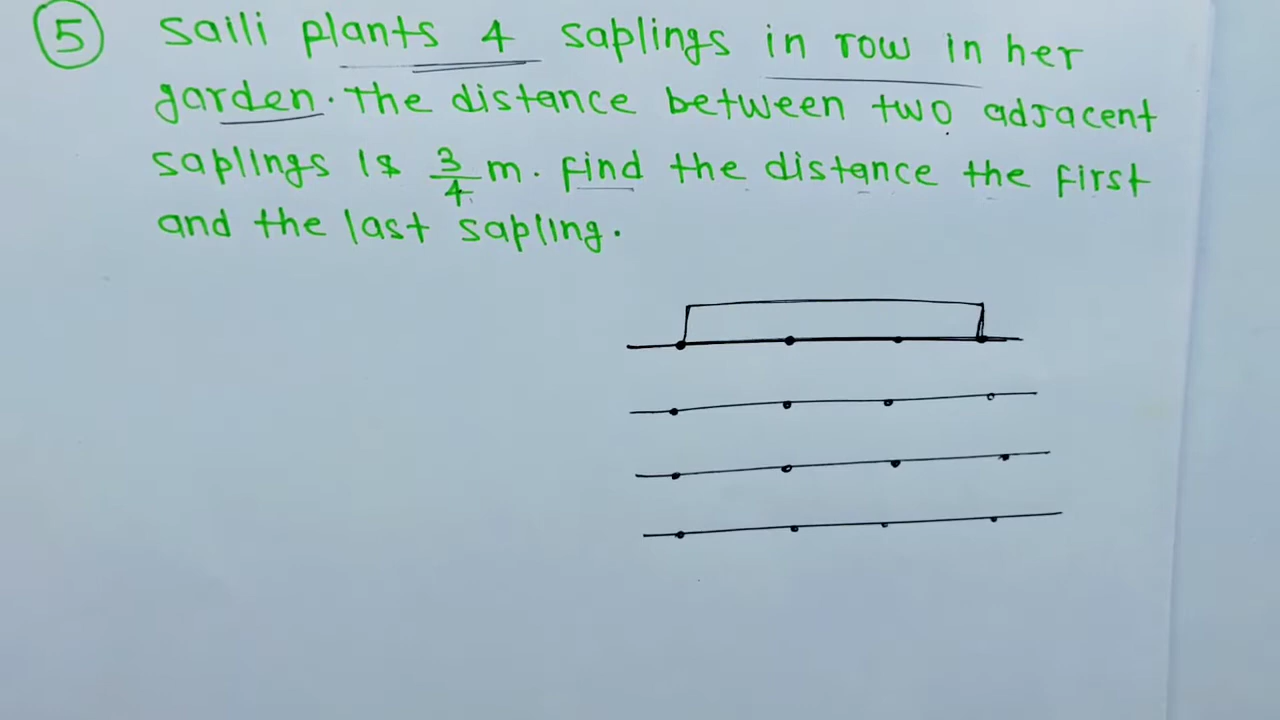 5 Saili plants 4 saplings in row in her
garden. The distance between two adjacent
saplings is 3/4 m. find the distance the first
and the last sapling.